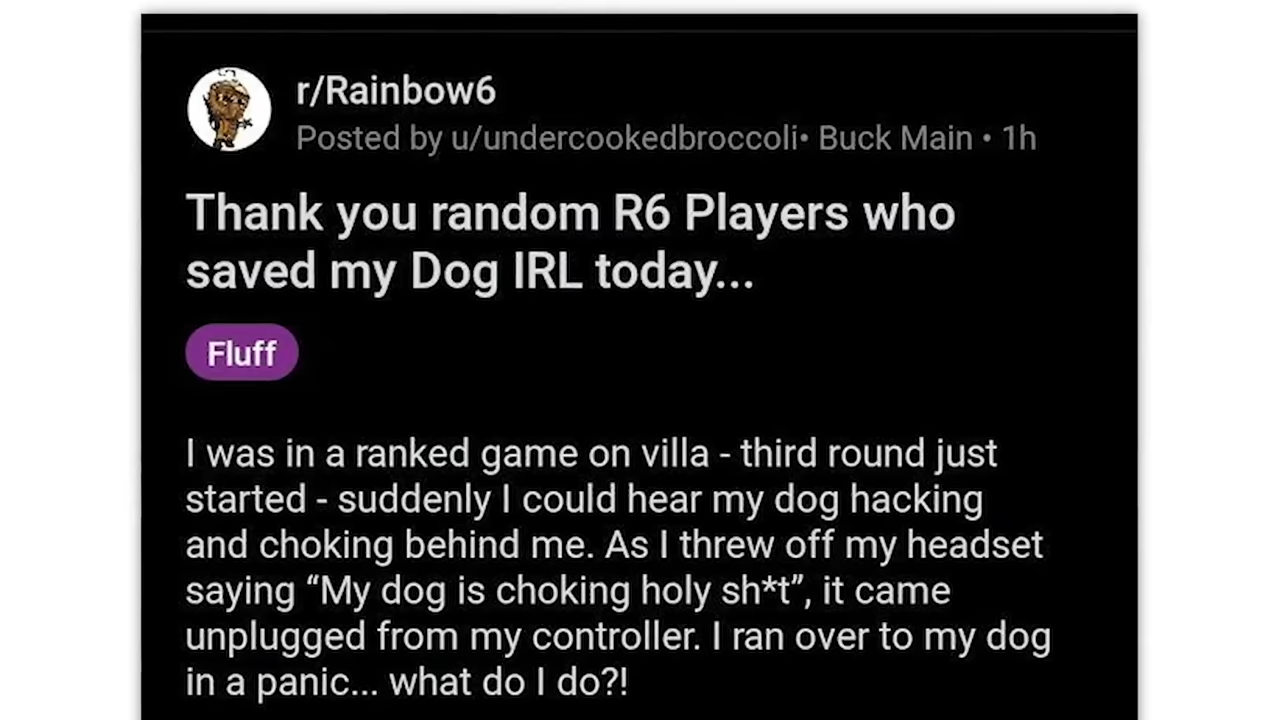 r/Rainbow6
Posted by u/undercookedbroccoli• Buck Main • 1h
Thank you random R6 Players who
saved my Dog IRL today...
Fluff
I was in a ranked game on villa - third round just
started - suddenly I could hear my dog hacking
and choking behind me. As I threw off my headset
saying “My dog is choking holy sh*t”, it came
unplugged from my controller. I ran over to my dog
in a panic... what do I do?!